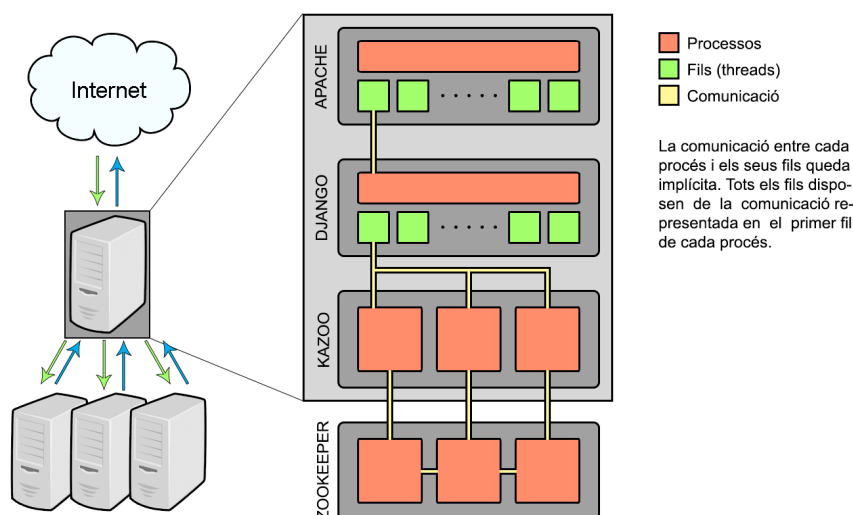 Internet
APACHE
DJANGO
KAZOO
ZOOKEEPER
Processos
Fils (threads)
Comunicació
La comunicació entre cada
procés i els seus fils queda
implícita. Tots els fils dispo-
sen de la comunicació re-
presentada en el primer fil
de cada procés.